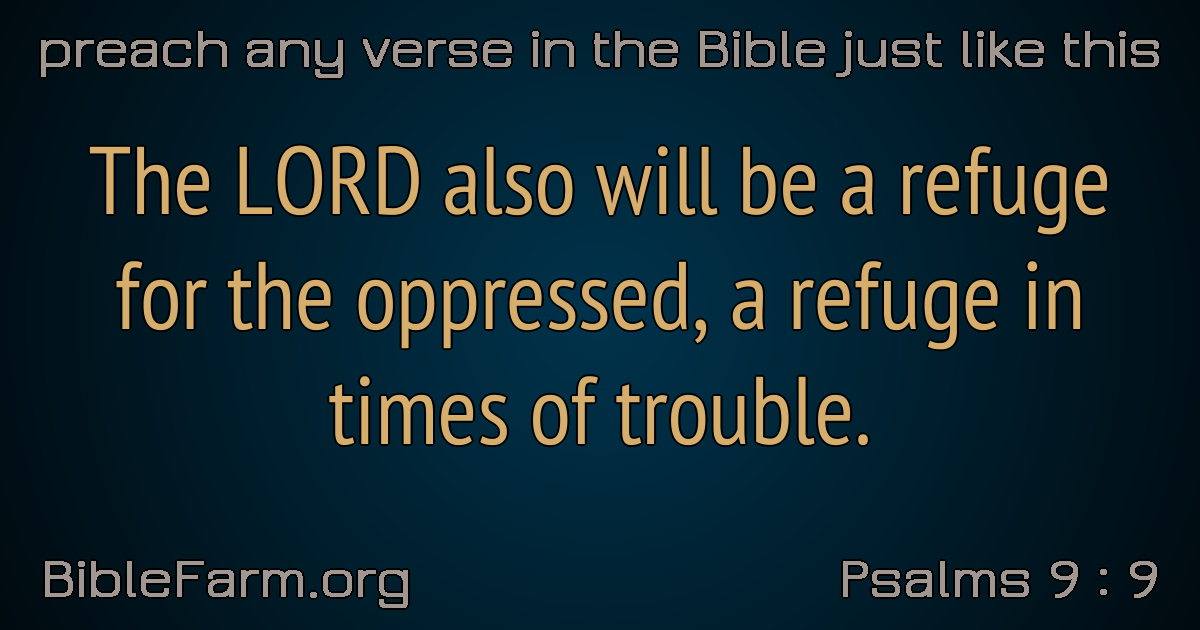 preach any verse in the Bible just like this
The LORD also will be a refuge
for the oppressed, a refuge in
times of trouble.
BibleFarm.org
Psalms 9 : 9